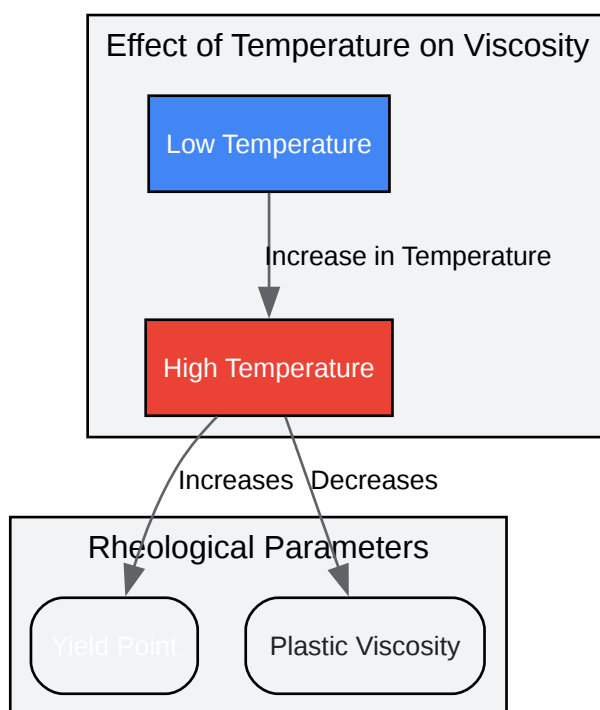 Effect of Temperature on Viscosity
Low Temperature
Increase in Temperature
High Temperature
Increases
Decreases
Rheological Parameters
Yield Point
Plastic Viscosity